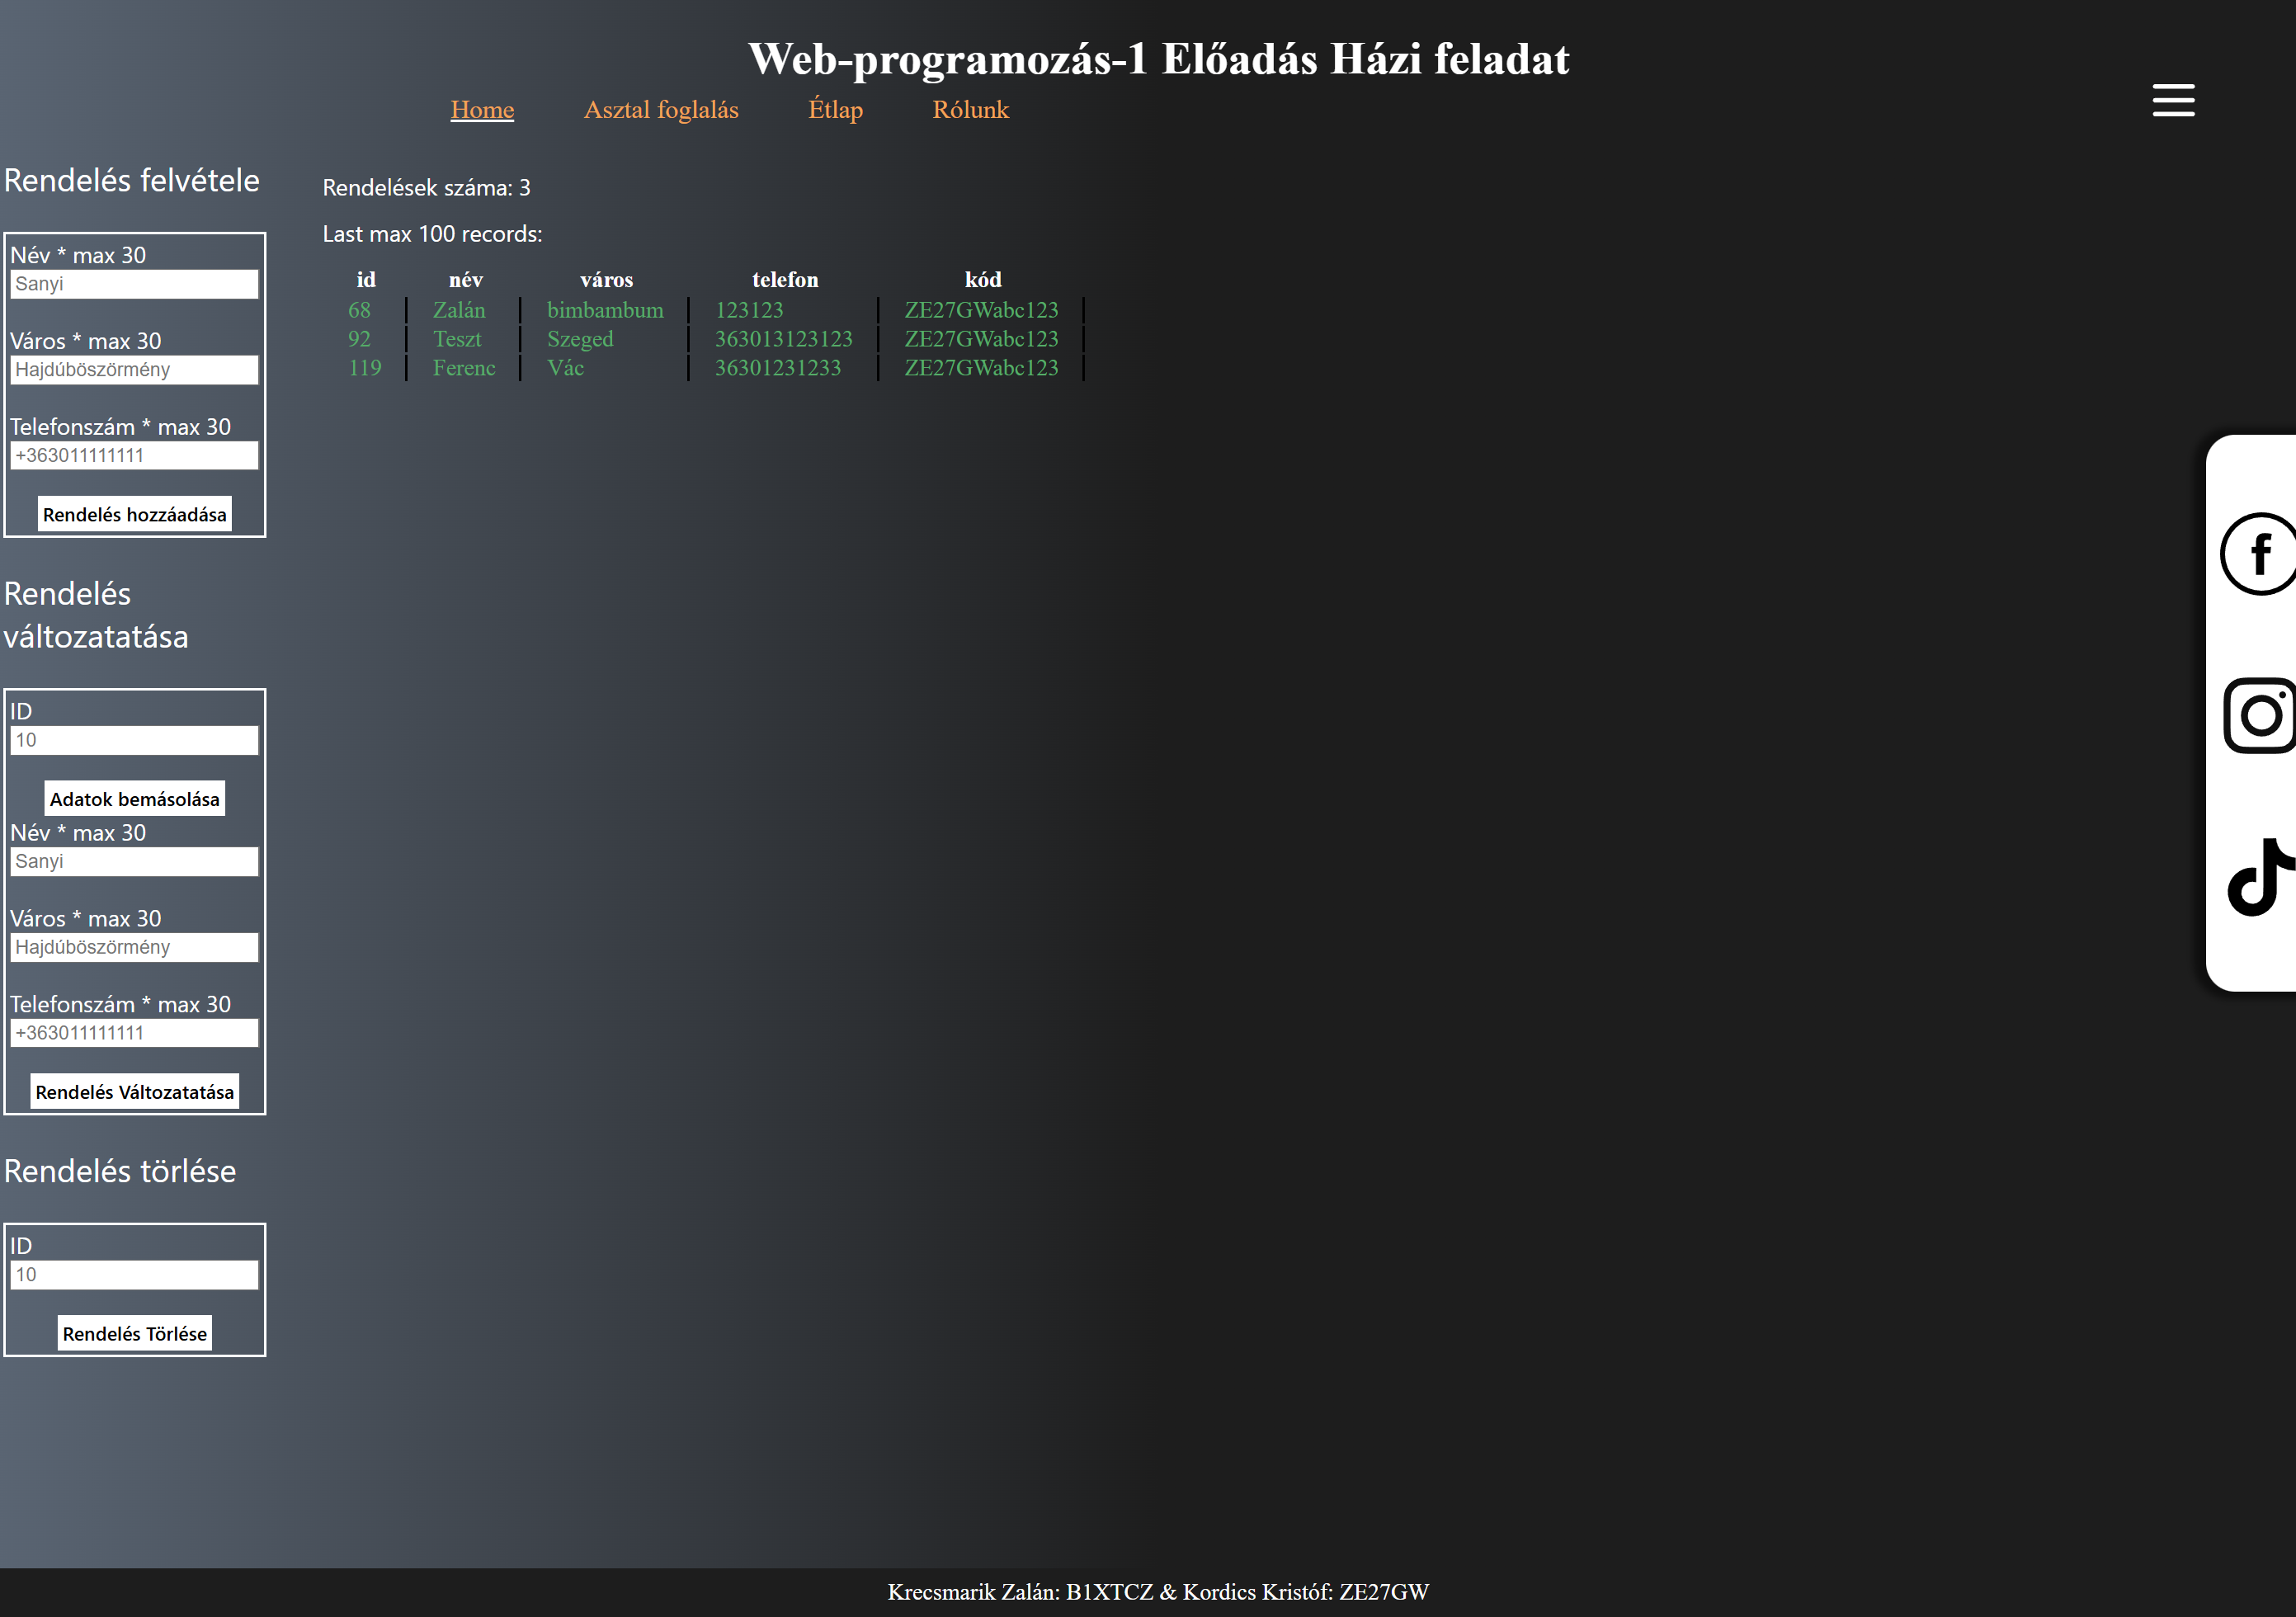 Web-programozás-1 Előadás Házi feladat
Home Asztal foglalás Étlap Rólunk
Rendelés felvétele
Név * max 30
Sanyi
Város * max 30
Hajdúböszörmény
Telefonszám * max 30
+363011111111
Rendelés hozzáadása
Rendelés
változatatása
ID
10
Adatok bemásolása
Név * max 30
Sanyi
Város * max 30
Hajdúböszörmény
Telefonszám * max 30
+363011111111
Rendelés Változatatása
Rendelés törlése
ID
10
Rendelés Törlése
Rendelések száma: 3
Last max 100 records:
id név város telefon kód
68 Zalán bimbambum 123123 ZE27GWabc123
92 Teszt Szeged 363013123123 ZE27GWabc123
119 Ferenc Vác 36301231233 ZE27GWabc123
Krecsmarik Zalán: B1XTCZ & Kordics Kristóf: ZE27GW